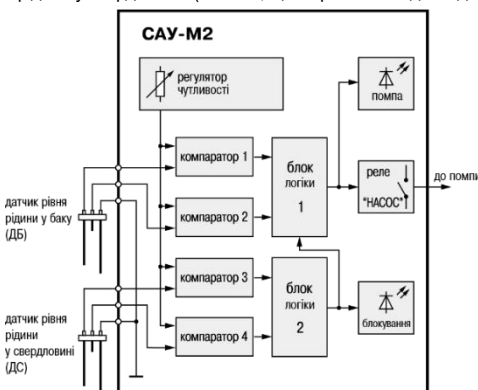 САУ-М2
регулятор
чутливості
помпа
компаратор 1
блок
логіки
1
реле
"НАСОС"
до помпи
датчик рівня
рідини у баку
(ДБ)
компаратор 2
компаратор 3
блок
логіки
2
блокування
датчик рівня
рідини
у свердловині
(ДС)
компаратор 4